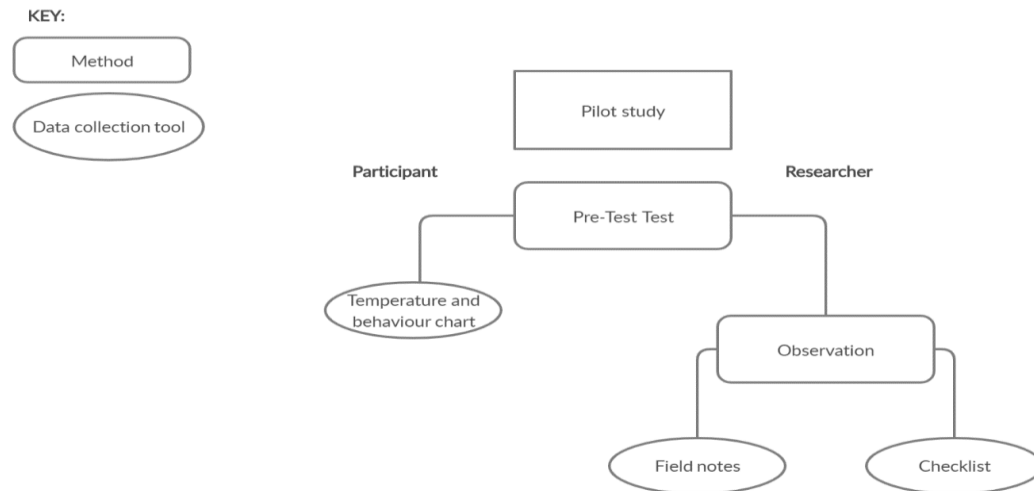 KEY:
Method
Data collection tool
Pilot study
Participant
Researcher
Pre-Test Test
Temperature and
behaviour chart
Observation
Field notes
Checklist